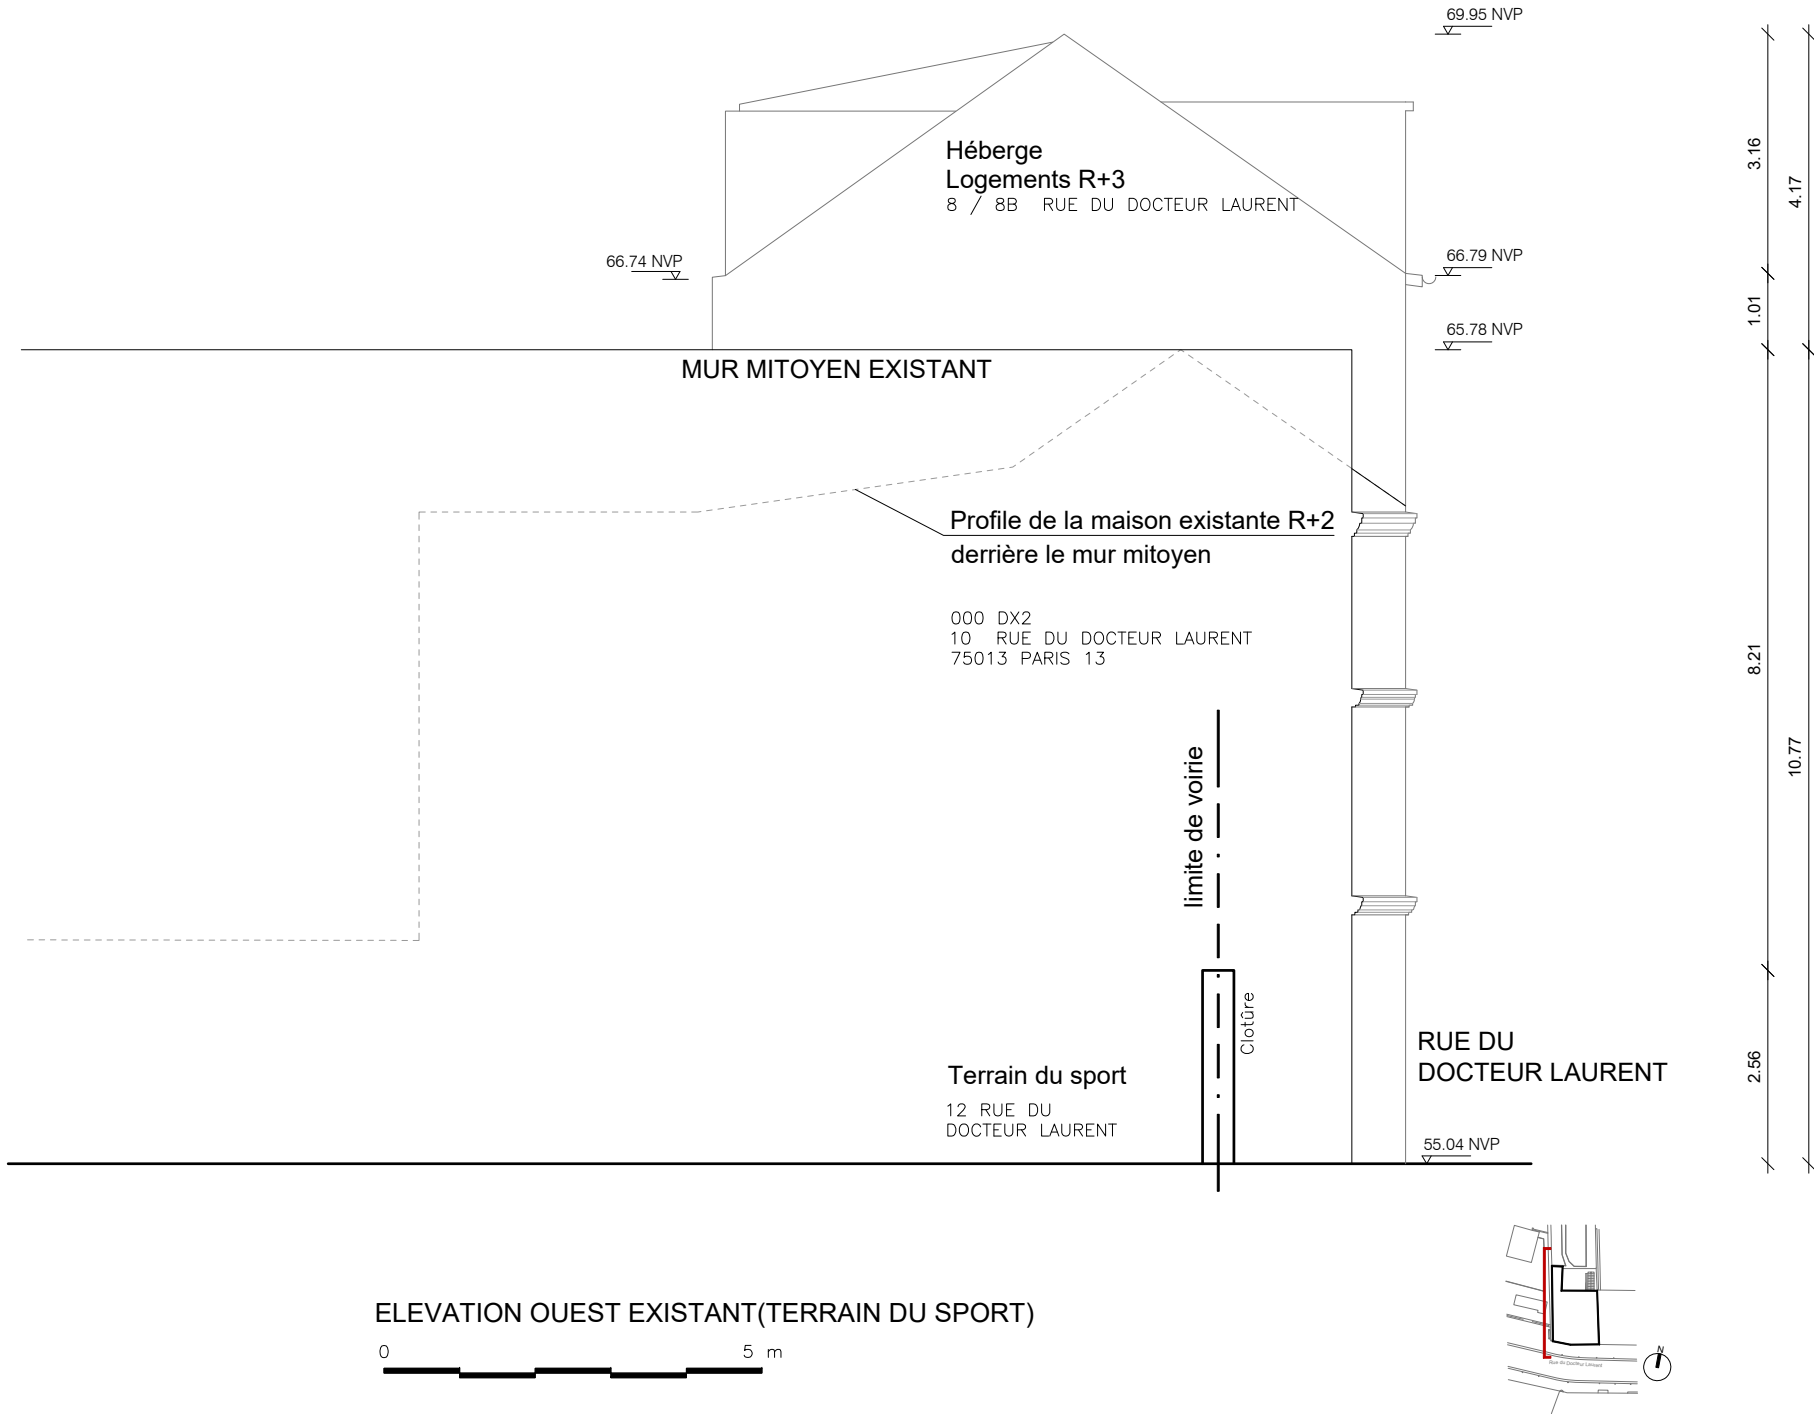 69.95 NVP
Héberge
Logements R+3
8 / 8B RUE DU DOCTEUR LAURENT
3.16
4.17
66.74 NVP
66.79 NVP
1.01
65.78 NVP
MUR MITOYEN EXISTANT
Profile de la maison existante R+2
derrière le mur mitoyen
000 DX2
10 RUE DU DOCTEUR LAURENT
75013 PARIS 13
8.21
10.77
limite de voirie
Clotûre
RUE DU
DOCTEUR LAURENT
2.56
Terrain du sport
12 RUE DU
DOCTEUR LAURENT
55.04 NVP
ELEVATION OUEST EXISTANT(TERRAIN DU SPORT)
0 5 m
N
Rue du Docteur Laurent